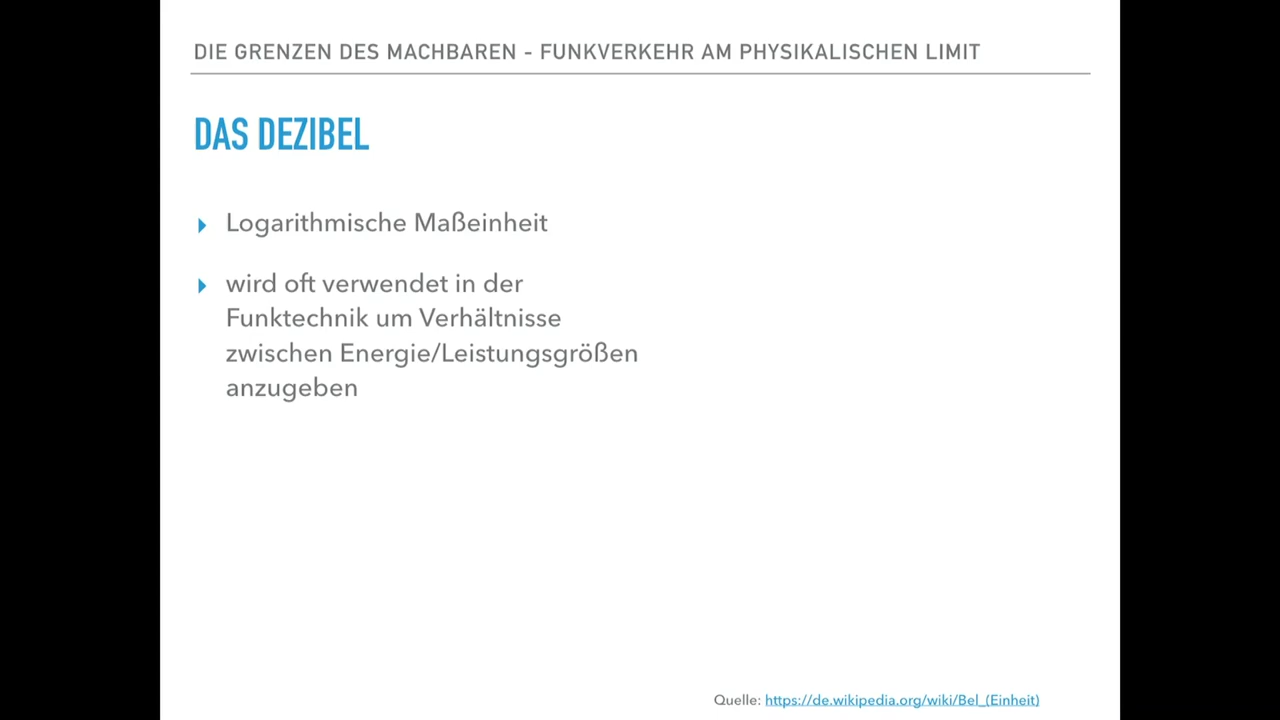 DIE GRENZEN DES MACHBAREN - FUNKVERKEHR AM PHYSIKALISCHEN LIMIT
DAS DEZIBEL
Logarithmische Maßeinheit
wird oft verwendet in der
Funktechnik um Verhältnisse
zwischen Energie/Leistungsgrößen
anzugeben
Quelle: https://de.wikipedia.org/wiki/Bel_(Einheit)